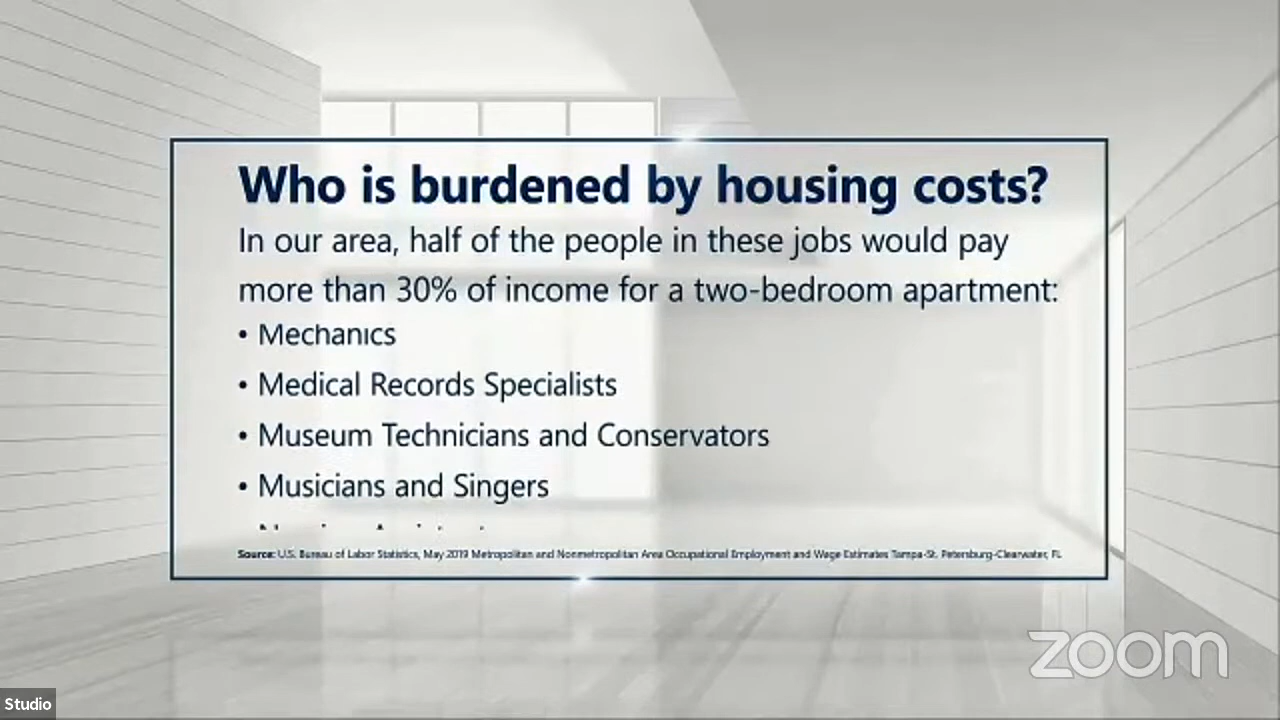 Who is burdened by housing costs?
In our area, half of the people in these jobs would pay
more than 30% of income for a two-bedroom apartment:
• Mechanics
• Medical Records Specialists
• Museum Technicians and Conservators
• Musicians and Singers
Source: U.S. Bureau of Labor Statistics, May 2019 Metropolitan and Nonmetropolitan Area Occupational Employment and Wage Estimates Tampa-St. Petersburg-Clearwater, FL
zoom
Studio